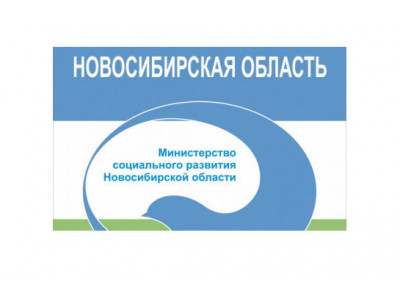 НОВОСИБИРСКАЯ ОБЛАСТЬ
Министерство
социального развития
Новосибирской области